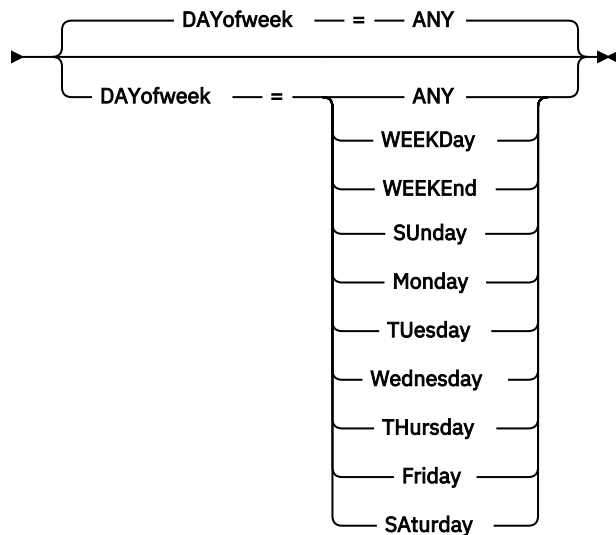 DAYofweek = ANY
DAYofweek = ANY
WEEKDay
WEEKEnd
SUnday
Monday
TUesday
Wednesday
THursday
Friday
SAturday